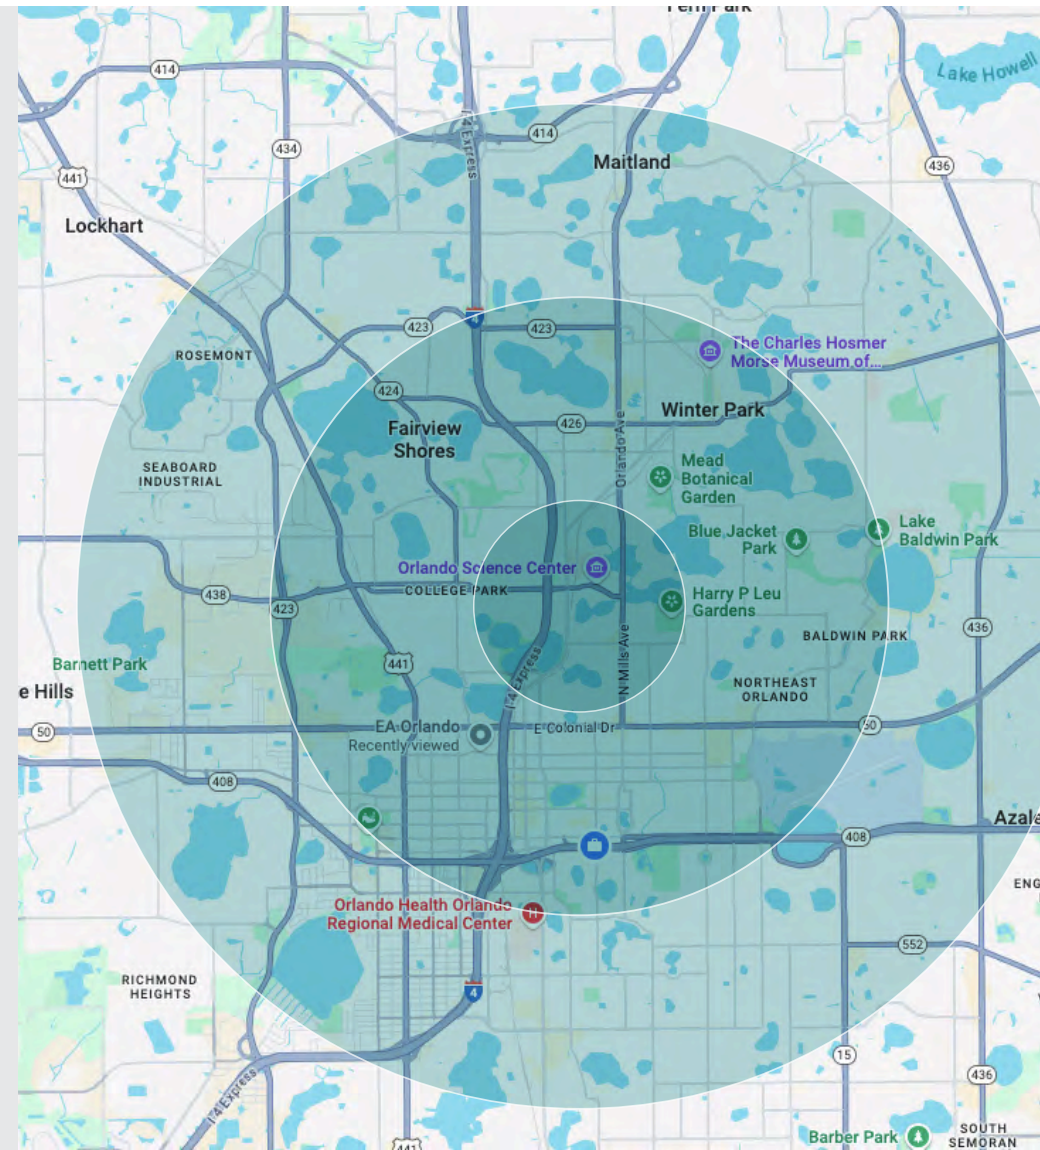 Fern Park
Lake Howell
414
I-4 Express
414
434
Maitland
436
441
Lockhart
4
423
423
The Charles Hosmer
Morse Museum of...
ROSEMONT
424
Winter Park
426
Fairview
Shores
Orlando Ave
Mead
Botanical
Garden
SEABOARD
INDUSTRIAL
Blue Jacket
Park
Lake
Baldwin Park
Orlando Science Center
COLLEGE PARK
438
423
Harry P Leu
Gardens
436
BALDWIN PARK
N Mills Ave
441
Barnett Park
I-4 Express
e Hills
NORTHEAST
ORLANDO
50
EA Orlando
Recently viewed
E Colonial Dr
50
408
Azale
408
ENG
Orlando Health Orlando
Regional Medical Center
H
552
RICHMOND
HEIGHTS
4
15
436
I-4 Express
441
Barber Park
SOUTH
SEMORAN